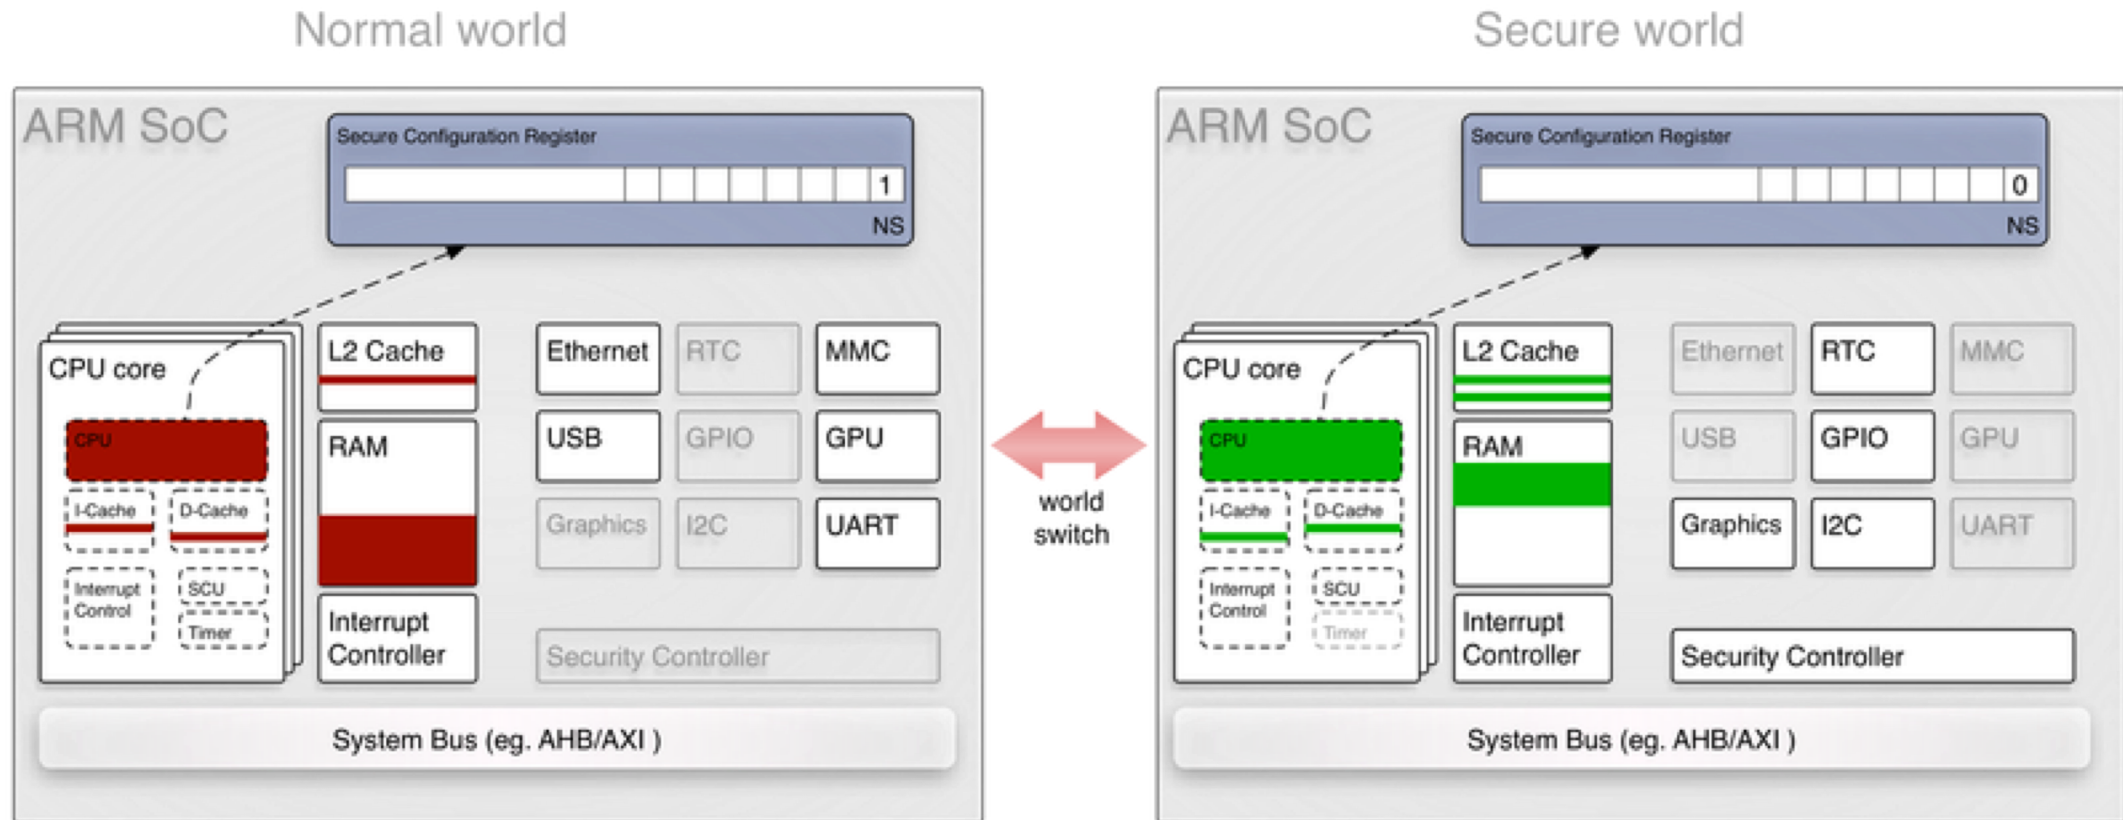 Normal world
Secure world
ARM SoC
Secure Configuration Register
1
NS
CPU core
CPU
I-Cache
D-Cache
Interrupt
Control
SCU
Timer
L2 Cache
RAM
Interrupt
Controller
Ethernet
RTC
MMC
USB
GPIO
GPU
Graphics
I2C
UART
Security Controller
System Bus (eg. AHB/AXI )
world
switch
ARM SoC
Secure Configuration Register
0
NS
CPU core
CPU
I-Cache
D-Cache
Interrupt
Control
SCU
Timer
L2 Cache
RAM
Interrupt
Controller
Ethernet
RTC
MMC
USB
GPIO
GPU
Graphics
I2C
UART
Security Controller
System Bus (eg. AHB/AXI )